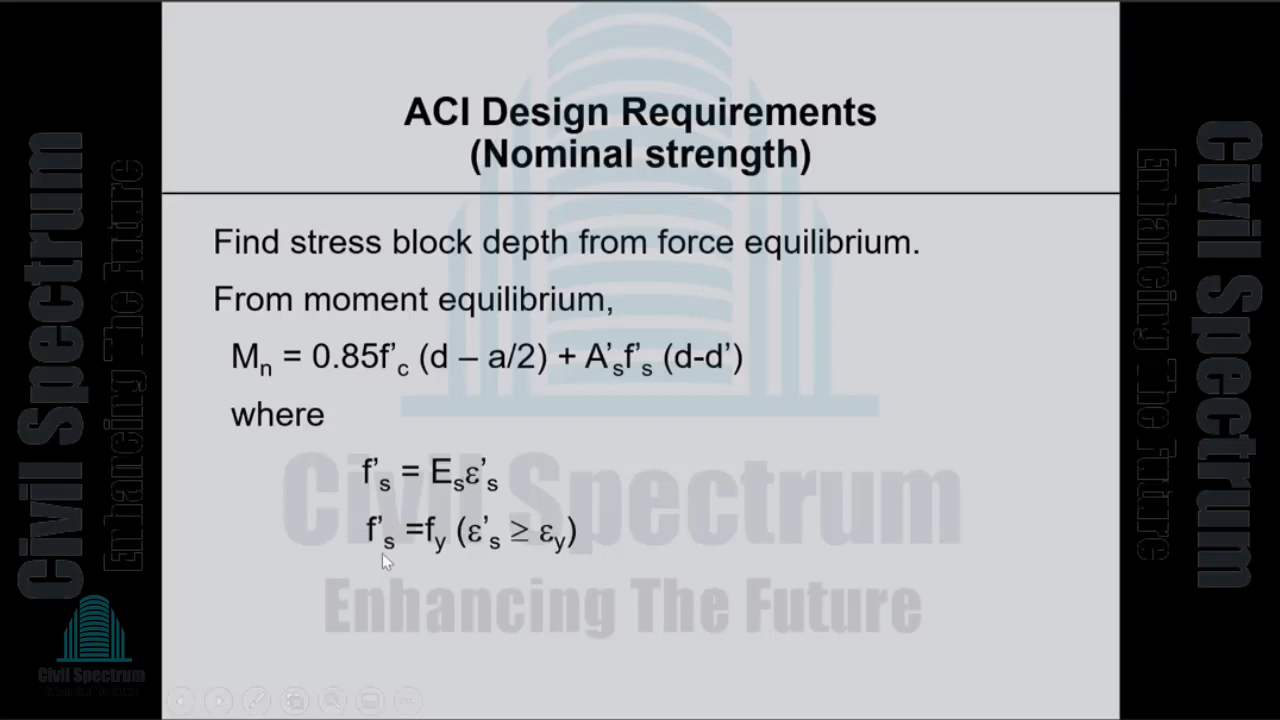 ACI Design Requirements
(Nominal strength)
Find stress block depth from force equilibrium.
From moment equilibrium,
Mn = 0.85f’c (d – a/2) + A’sf’s (d-d’)
where
f’s = Esε’s
f’s =fy (ε’s ≥ εy)
Civil Spectrum
Enhancing The Future
Civil Spectrum
Enhancing The Future
Civil Spectrum
Enhancing The Future
Civil Spectrum